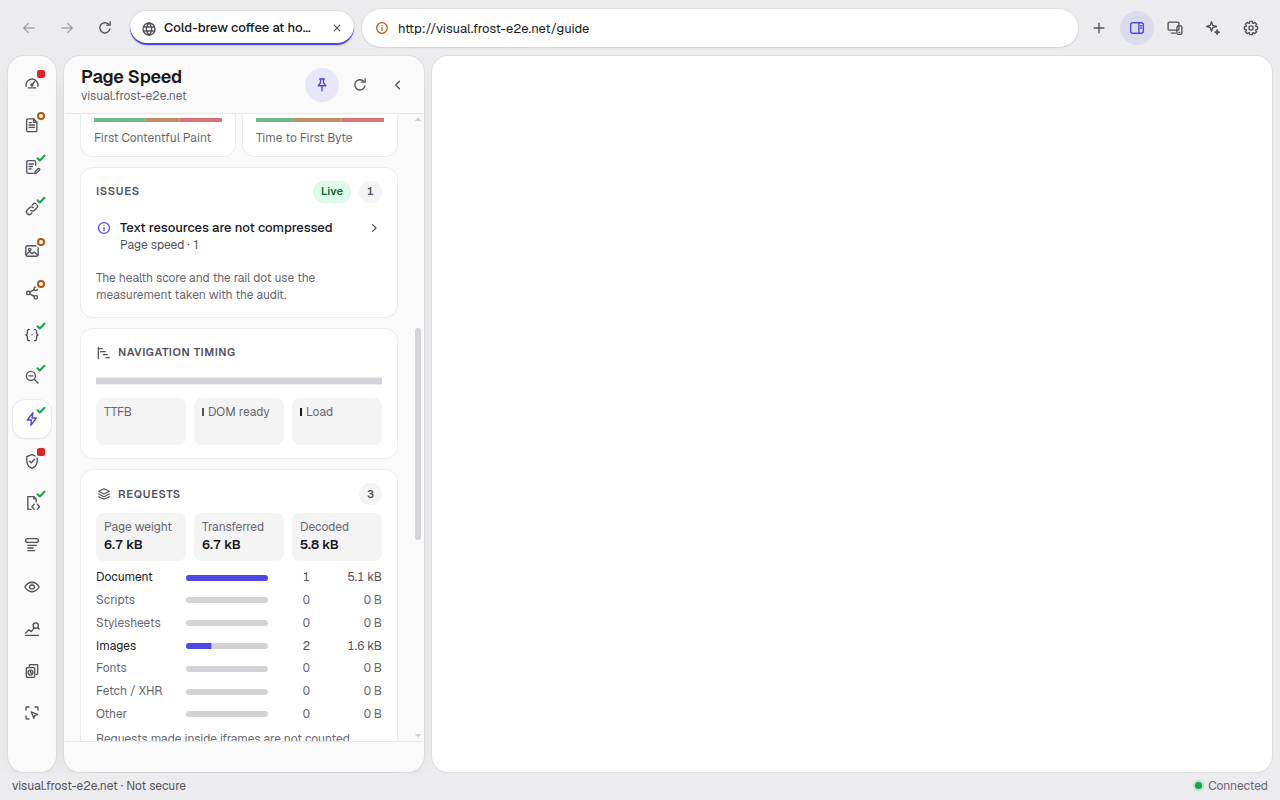 Cold-brew coffee at ho...
http://visual.frost-e2e.net/guide
Page Speed
visual.frost-e2e.net
First Contentful Paint
Time to First Byte
ISSUES
Live
1
Text resources are not compressed
Page speed · 1
The health score and the rail dot use the
measurement taken with the audit.
NAVIGATION TIMING
TTFB
DOM ready
Load
REQUESTS
3
Page weight
6.7 kB
Transferred
6.7 kB
Decoded
5.8 kB
Document 1 5.1 kB
Scripts 0 0 B
Stylesheets 0 0 B
Images 2 1.6 kB
Fonts 0 0 B
Fetch / XHR 0 0 B
Other 0 0 B
Requests made inside iframes are not counted
visual.frost-e2e.net · Not secure
Connected